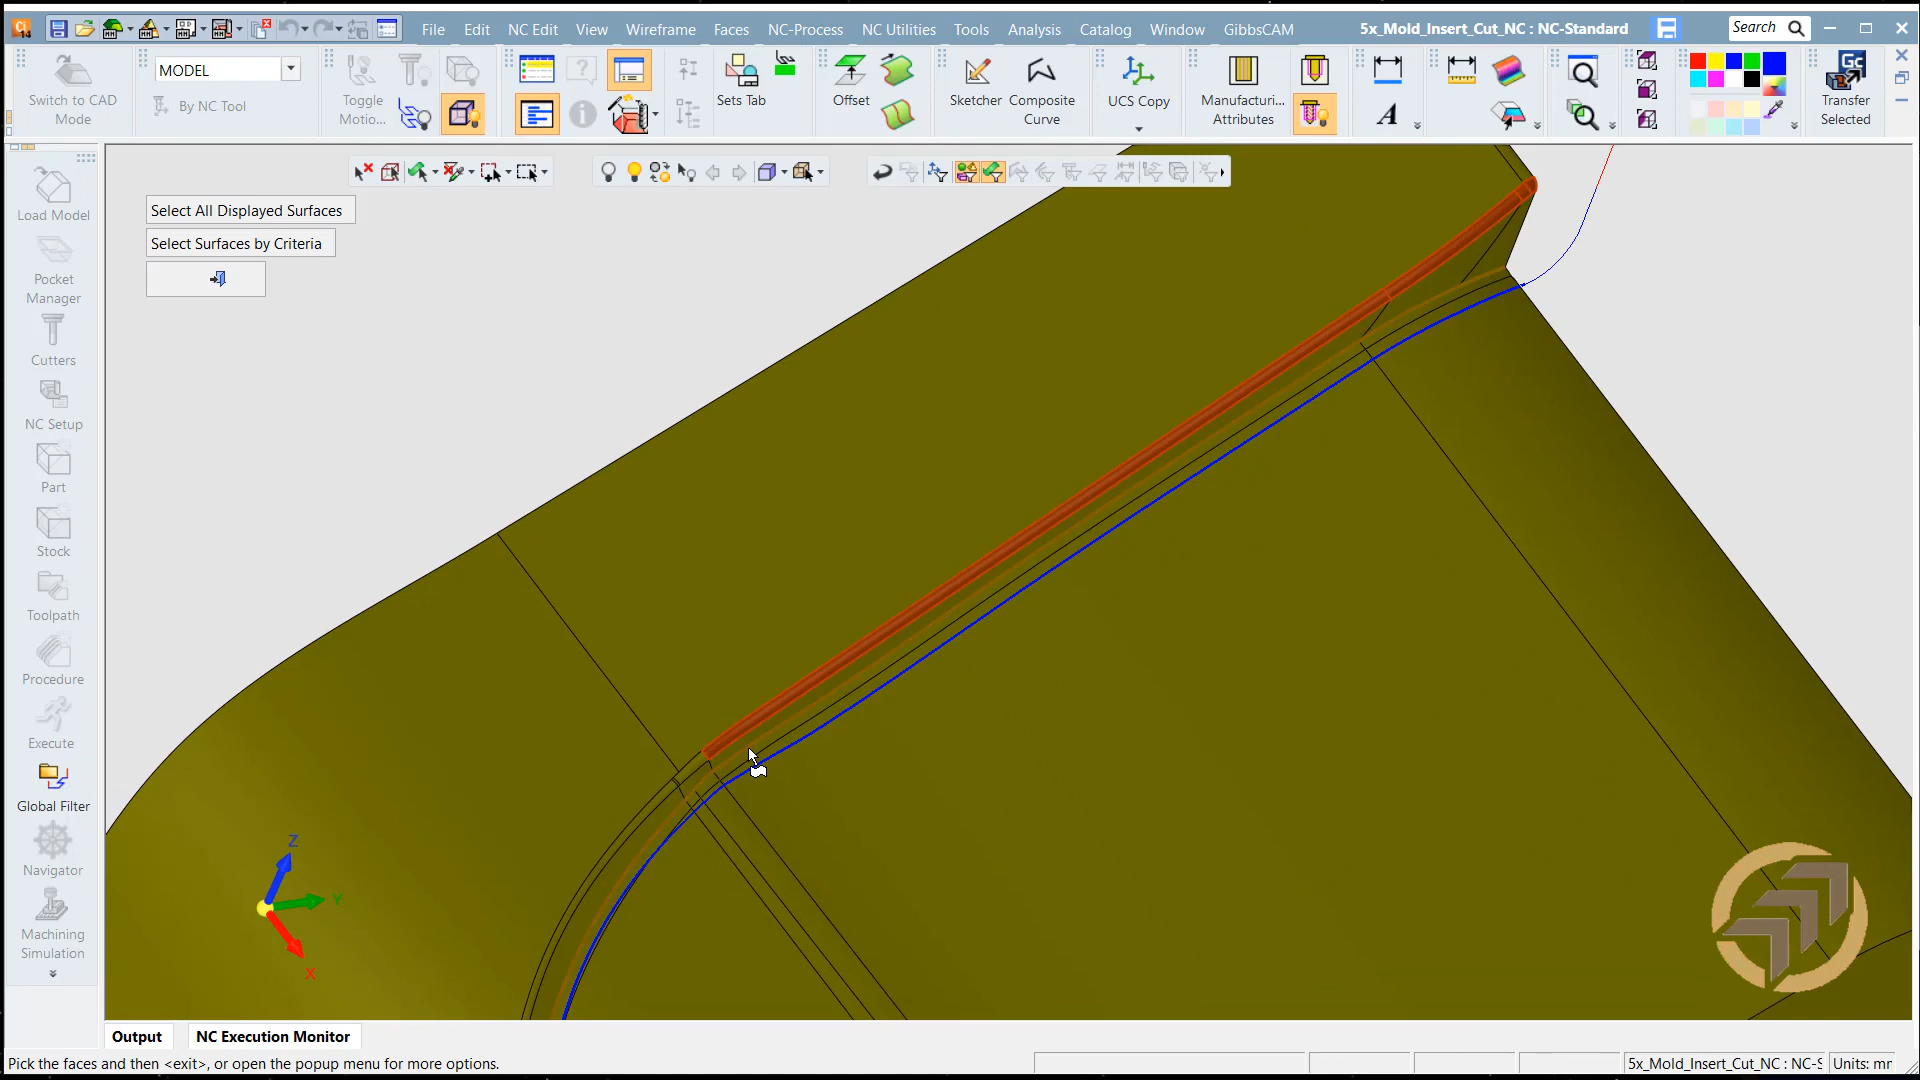 File Edit NC Edit View Wireframe Faces NC-Process NC Utilities Tools Analysis Catalog Window GibbsCAM 5x_Mold_Insert_Cut_NC : NC-Standard Search
MODEL
By NC Tool
Switch to CAD
Mode
Toggle
Motio...
Sets Tab
Offset
Sketcher
Composite
Curve
UCS Copy
Manufacturi...
Attributes
A
Gc
Transfer
Selected
Load Model
Pocket
Manager
Cutters
NC Setup
Part
Stock
Toolpath
Procedure
Execute
Global Filter
Navigator
Machining
Simulation
Select All Displayed Surfaces
Select Surfaces by Criteria
Z
Y
X
Output NC Execution Monitor
Pick the faces and then <exit>, or open the popup menu for more options.
5x_Mold_Insert_Cut_NC : NC-S
Units: mr